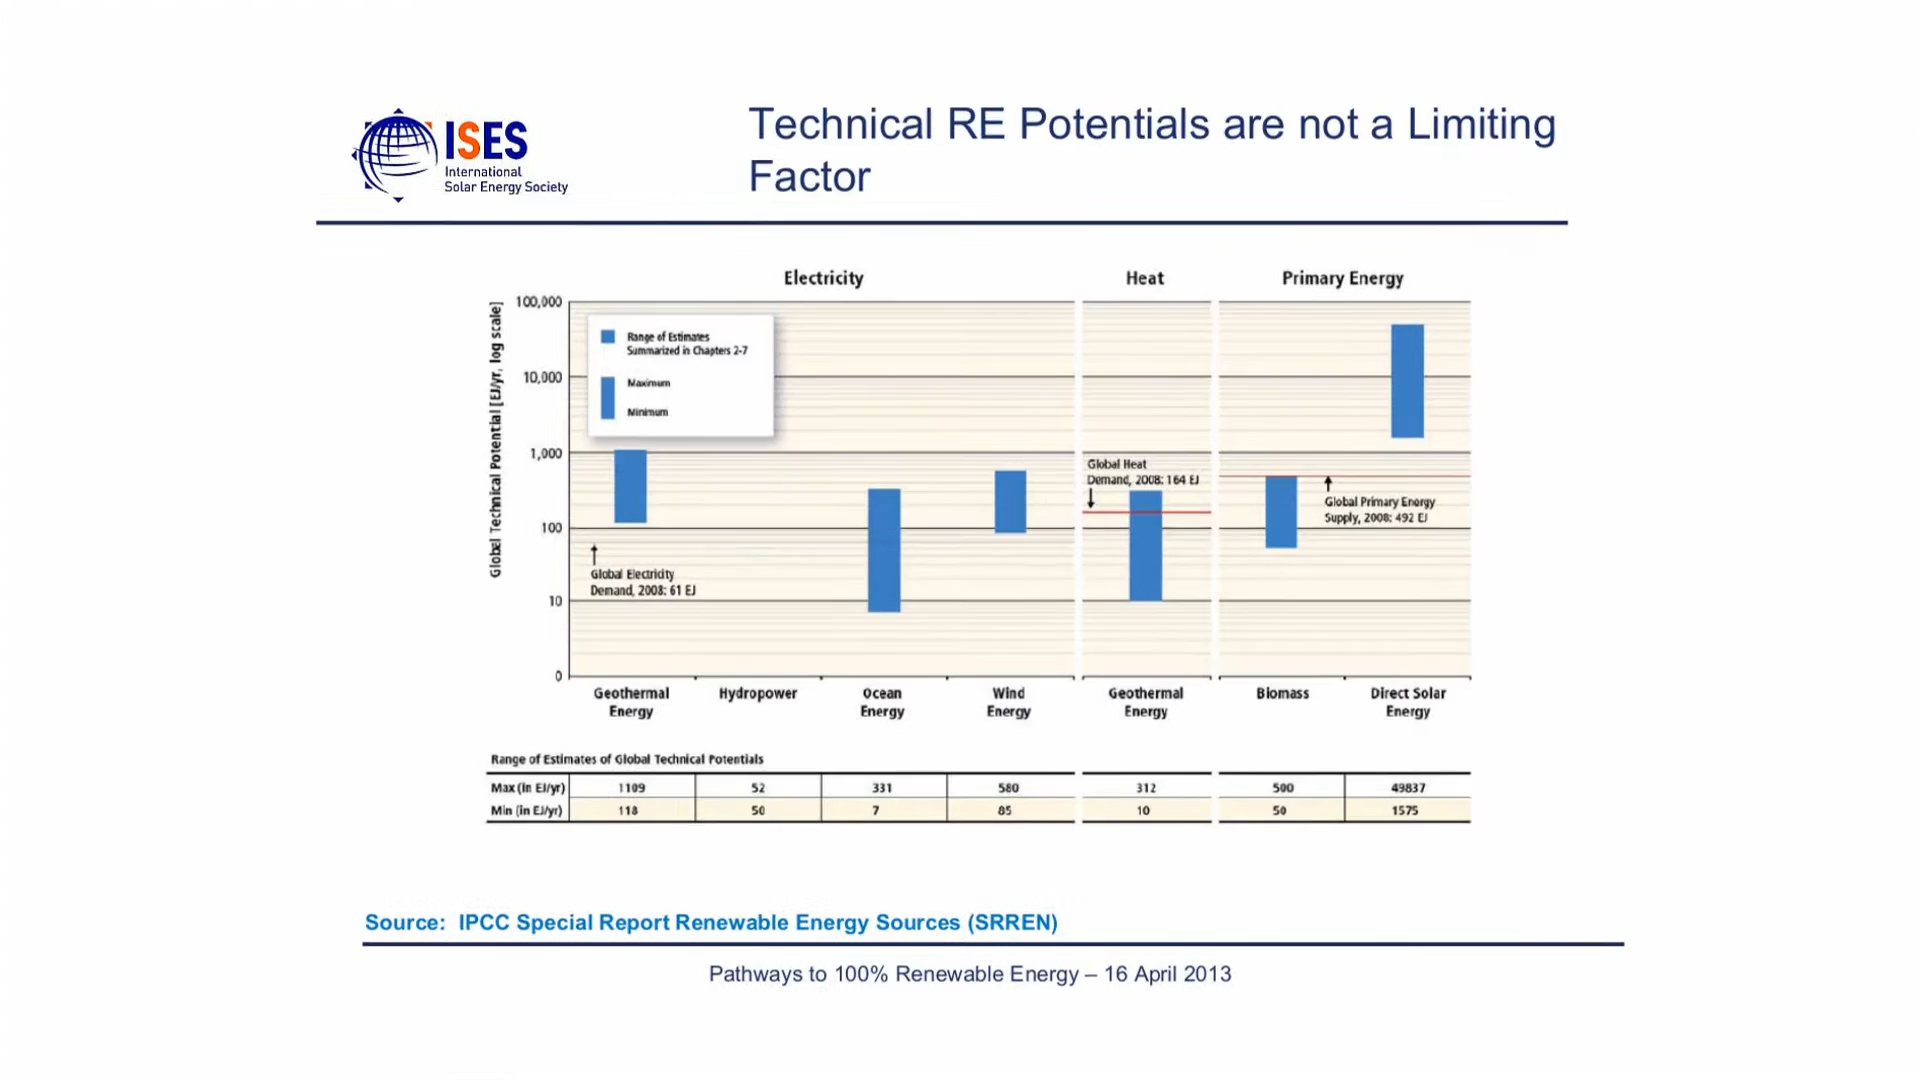 ISES
International
Solar Energy Society
Technical RE Potentials are not a Limiting
Factor
Electricity
Heat
Primary Energy
Global Technical Potential [EJ/yr, log scale]
100,000
10,000
1,000
100
10
0
Range of Estimates
Summarized in Chapters 2-7
Maximum
Minimum
Global Electricity
Demand, 2008: 61 EJ
Global Heat
Demand, 2008: 164 EJ
Global Primary Energy
Supply, 2008: 492 EJ
Geothermal
Energy
Hydropower
Ocean
Energy
Wind
Energy
Geothermal
Energy
Biomass
Direct Solar
Energy
Range of Estimates of Global Technical Potentials
Max (in EJ/yr) 1109 52 331 580 312 500 49837
Min (in EJ/yr) 118 50 7 85 10 50 1575
Source: IPCC Special Report Renewable Energy Sources (SRREN)
Pathways to 100% Renewable Energy – 16 April 2013